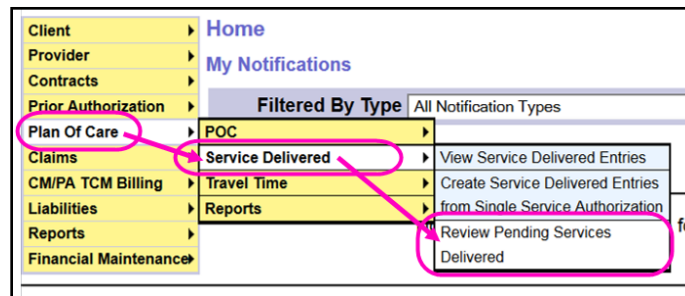 Client
Provider
Contracts
Prior Authorization
Plan Of Care
Claims
CM/PA TCM Billing
Liabilities
Reports
Financial Maintenance
Home
My Notifications
Filtered By Type All Notification Types
POC
Service Delivered
Travel Time
Reports
View Service Delivered Entries
Create Service Delivered Entries
from Single Service Authorization
Review Pending Services
Delivered